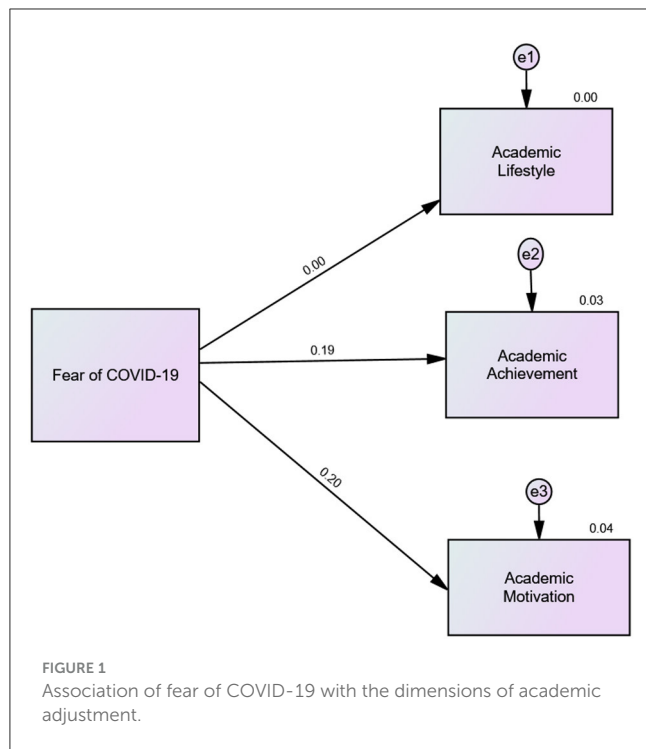 e1
0.00
Academic
Lifestyle
0.00
e2
0.03
Academic
Achievement
0.19
Fear of COVID-19
0.20
e3
0.04
Academic
Motivation
FIGURE 1
Association of fear of COVID-19 with the dimensions of academic
adjustment.